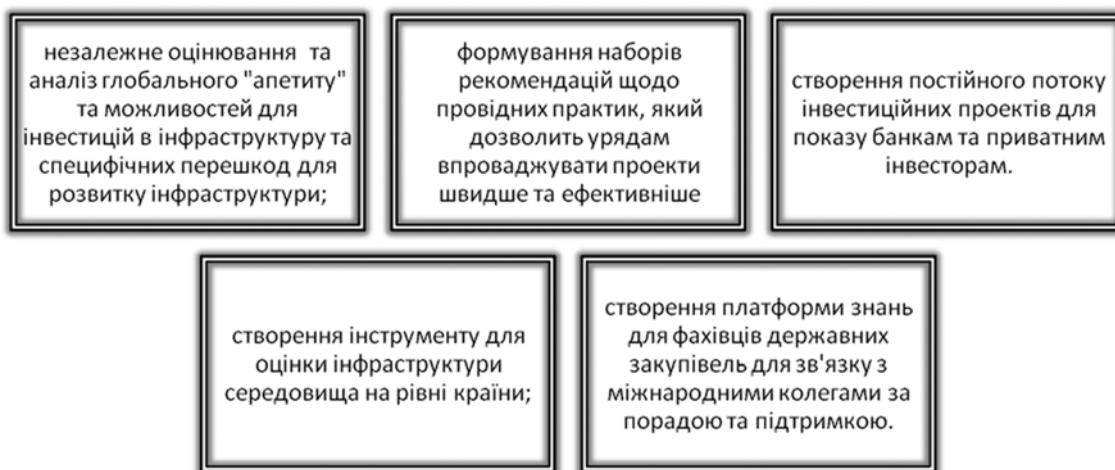 незалежне оцінювання та
аналіз глобального "апетиту"
та можливостей для
інвестицій в інфраструктуру та
специфічних перешкод для
розвитку інфраструктури;
формування наборів
рекомендацій щодо
провідних практик, який
дозволить урядам
впроваджувати проекти
швидше та ефективніше
створення постійного потоку
інвестиційних проектів для
показу банкам та приватним
інвесторам.
створення інструменту для
оцінки інфраструктури
середовища на рівні країни;
створення платформи знань
для фахівців державних
закупівель для зв'язку з
міжнародними колегами за
порадою та підтримкою.